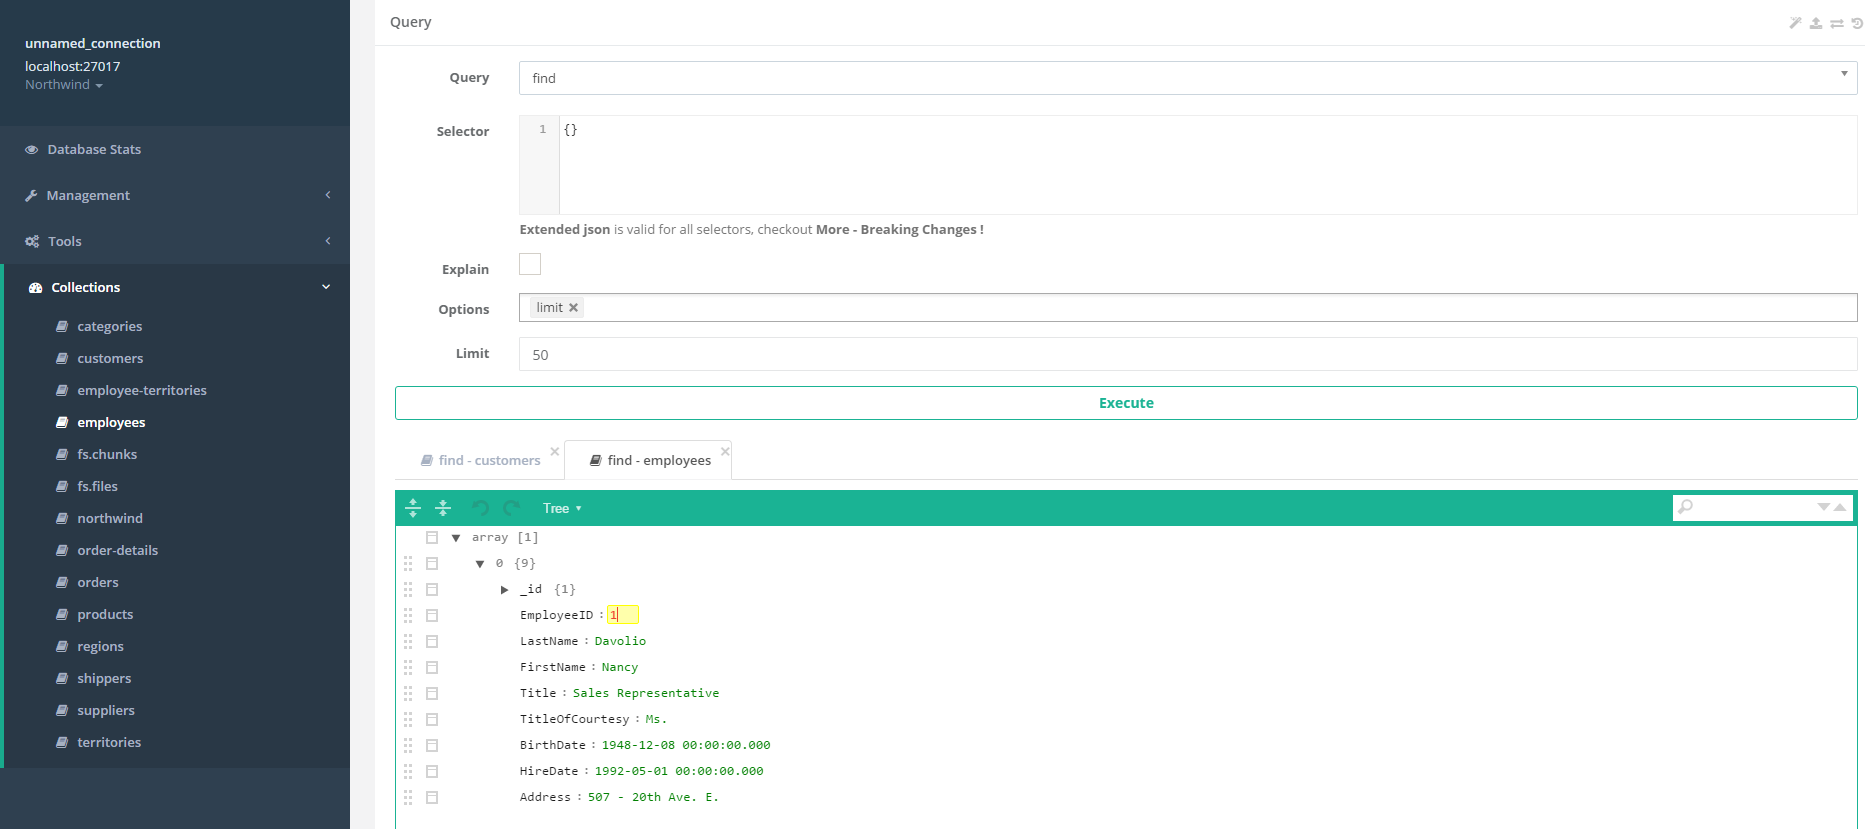 unnamed_connection
localhost:27017
Northwind
Database Stats
Management
Tools
Collections
categories
customers
employee-territories
employees
fs.chunks
fs.files
northwind
order-details
orders
products
regions
shippers
suppliers
territories
Query
Query find
Selector 1 {}
Extended json is valid for all selectors, checkout More - Breaking Changes !
Explain
Options limit ×
Limit 50
Execute
find - customers × find - employees ×
Tree
array [1]
0 {9}
_id {1}
EmployeeID : 1
LastName : Davolio
FirstName : Nancy
Title : Sales Representative
TitleOfCourtesy : Ms.
BirthDate : 1948-12-08 00:00:00.000
HireDate : 1992-05-01 00:00:00.000
Address : 507 - 20th Ave. E.